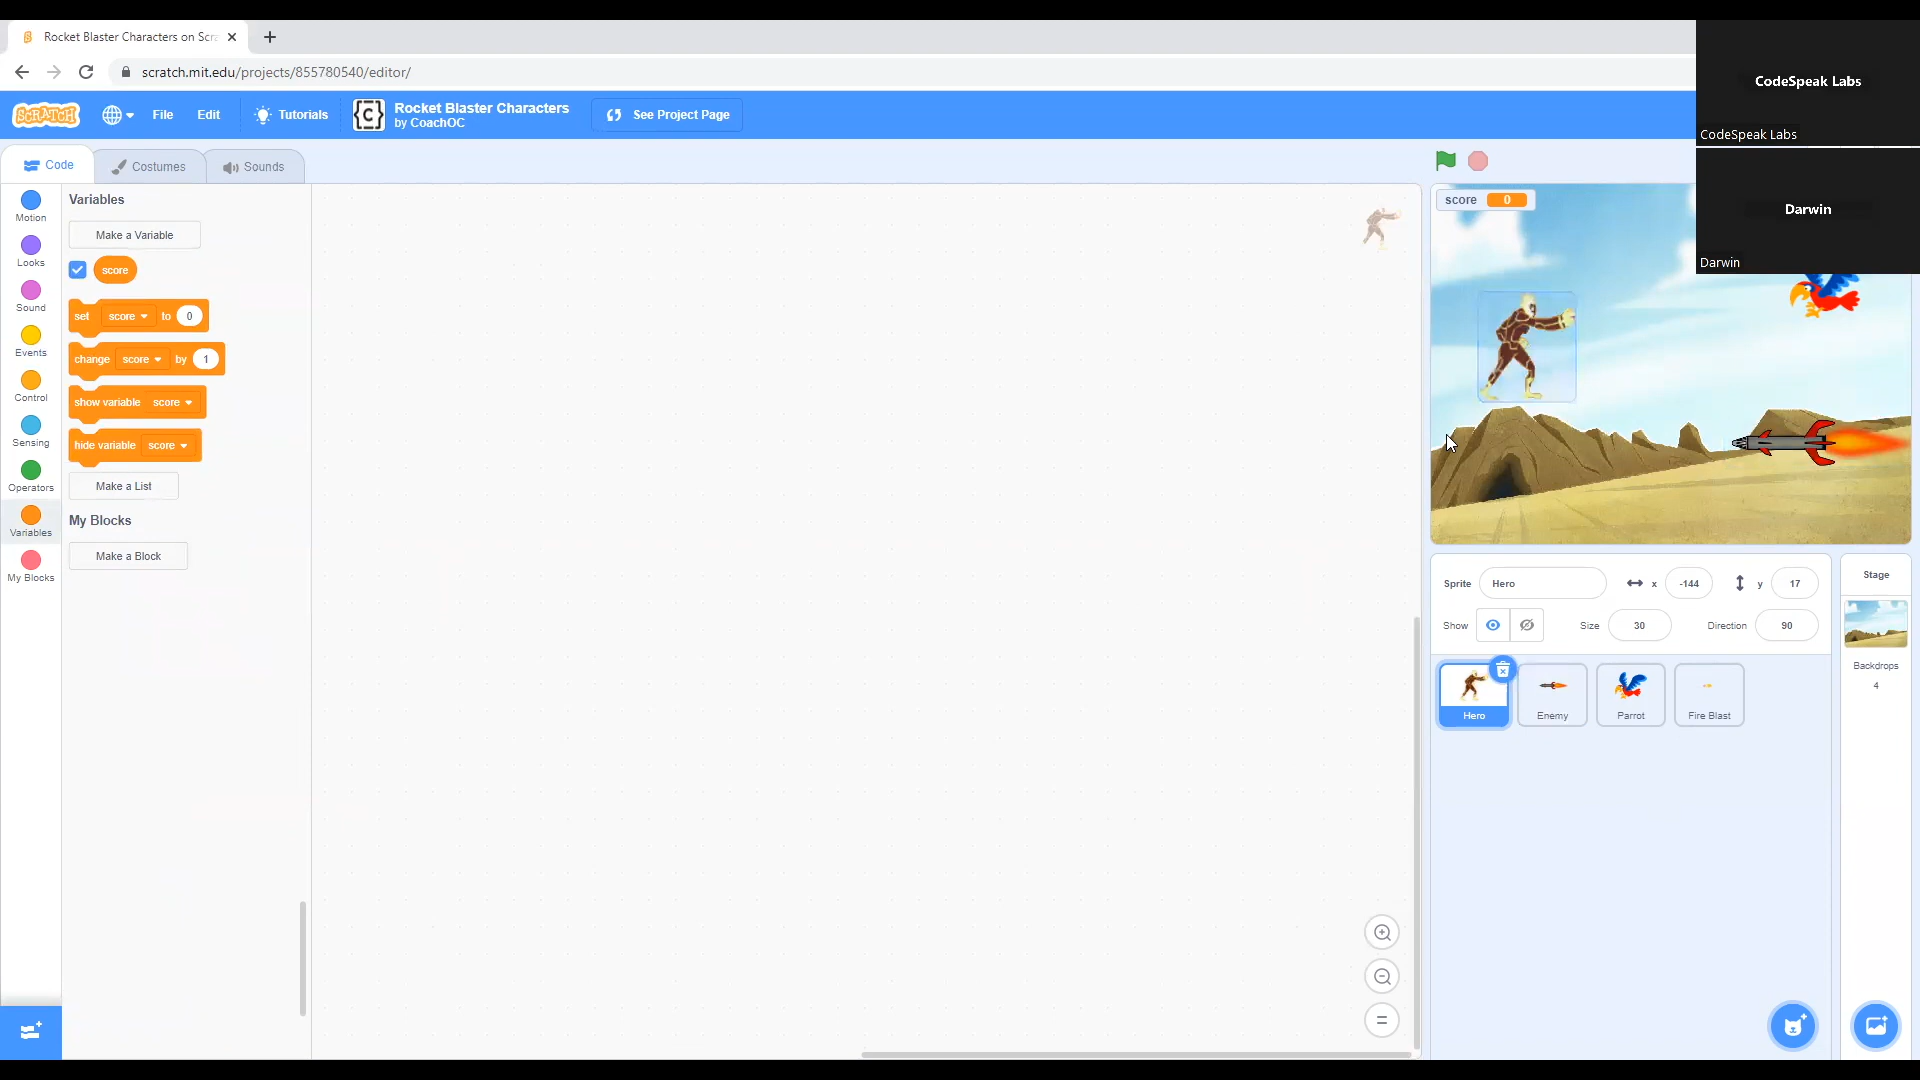 Rocket Blaster Characters on Scra
scratch.mit.edu/projects/855780540/editor/
CodeSpeak Labs
CodeSpeak Labs
SCRATCH
File
Edit
Tutorials
{C}
Rocket Blaster Characters
by CoachOC
See Project Page
Code
Costumes
Sounds
Darwin
Darwin
Motion
Looks
Sound
Events
Control
Sensing
Operators
Variables
My Blocks
Variables
Make a Variable
score
set score to 0
change score by 1
show variable score
hide variable score
Make a List
My Blocks
Make a Block
score 0
Sprite Hero x -144 y 17
Show Size 30 Direction 90
Hero
Enemy
Parrot
Fire Blast
Stage
Backdrops
4